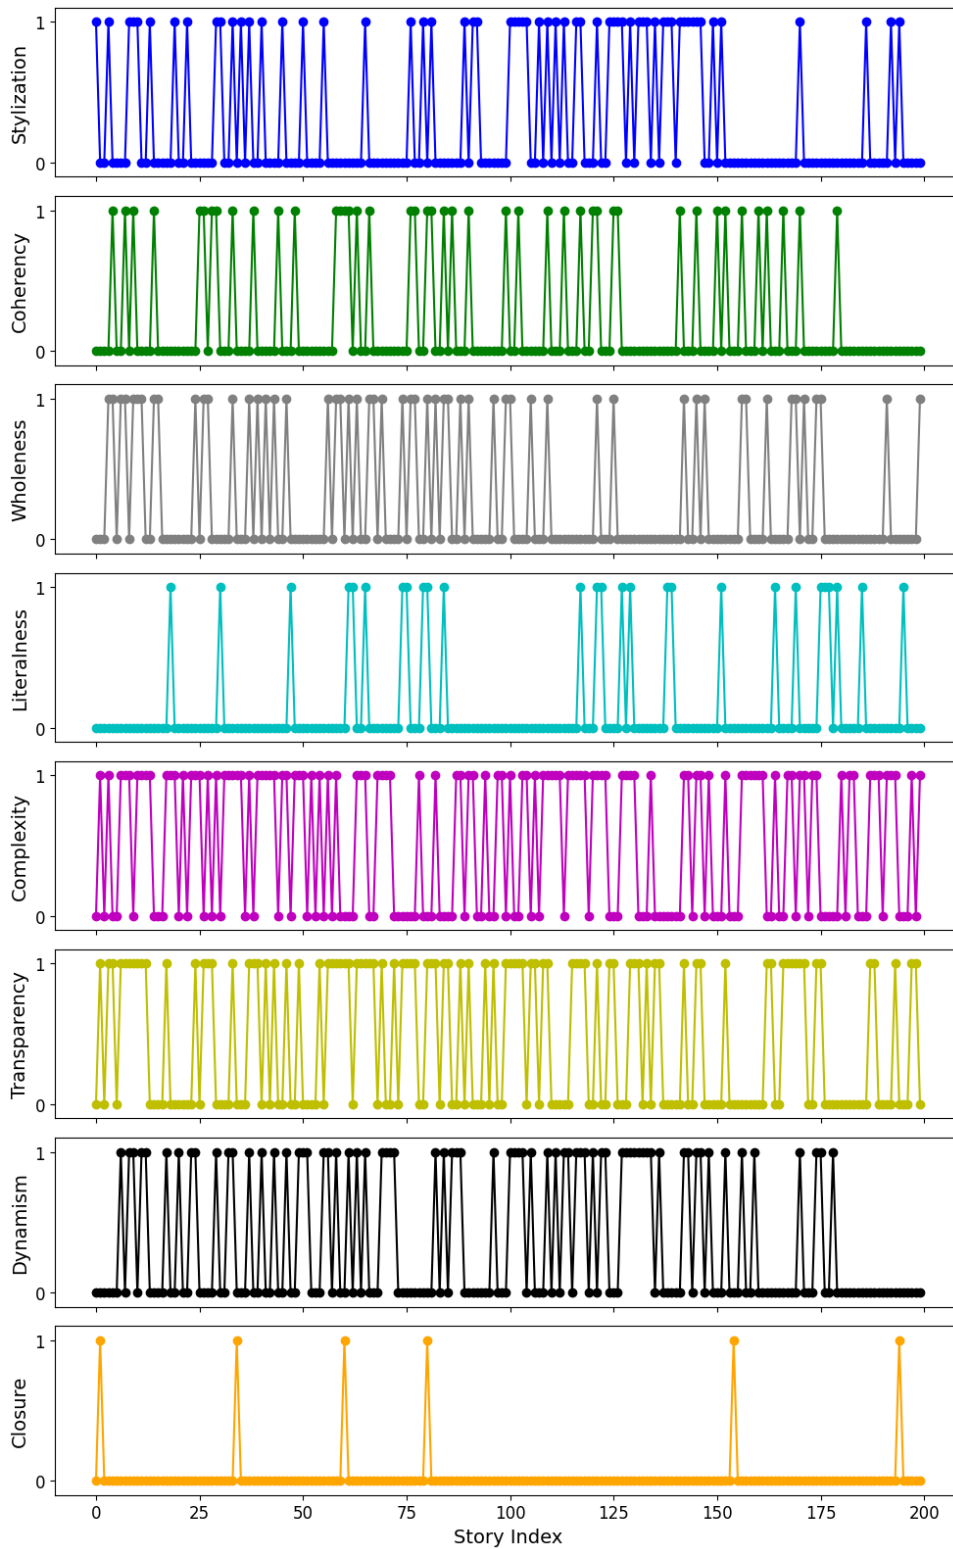 Stylization
1
0
Coherency
1
0
Wholeness
1
0
Literalness
1
0
Complexity
1
0
Transparency
1
0
Dynamism
1
0
Closure
1
0
0 25 50 75 100 125 150 175 200
Story Index